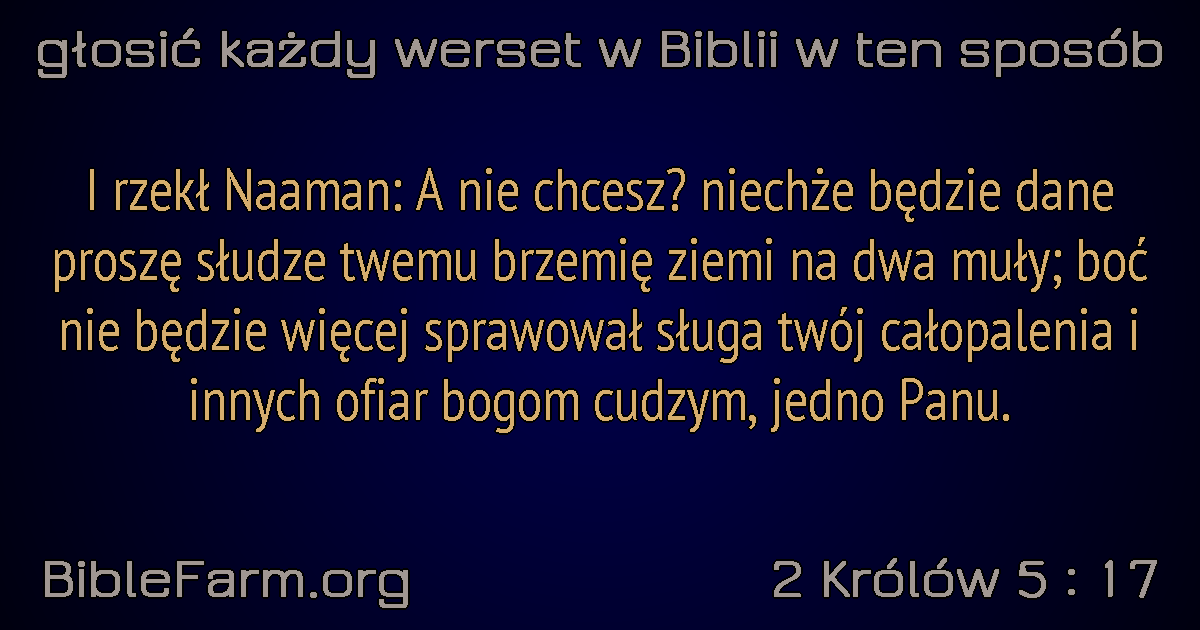 głosić każdy werset w Biblii w ten sposób
I rzekł Naaman: A nie chcesz? niechże będzie dane
proszę słudze twemu brzemię ziemi na dwa muły; boć
nie będzie więcej sprawował sługa twój całopalenia i
innych ofiar bogom cudzym, jedno Panu.
BibleFarm.org
2 Królów 5 : 17